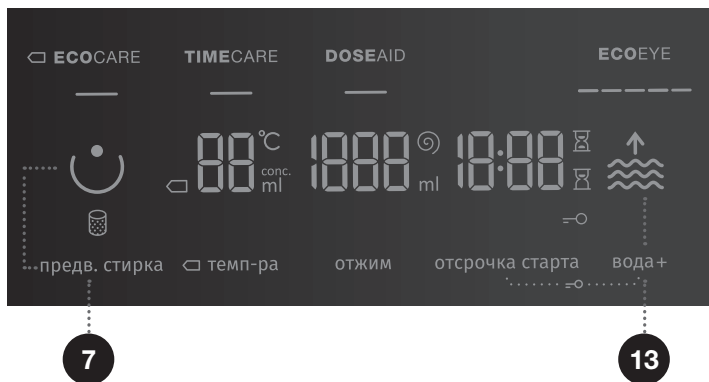 ECOCARE TIMECARE DOSEAID ECOEYE
88 °C 1888 18:88
conc.
ml ml
предв. стирка темп-ра отжим отсрочка старта вода+
7 13